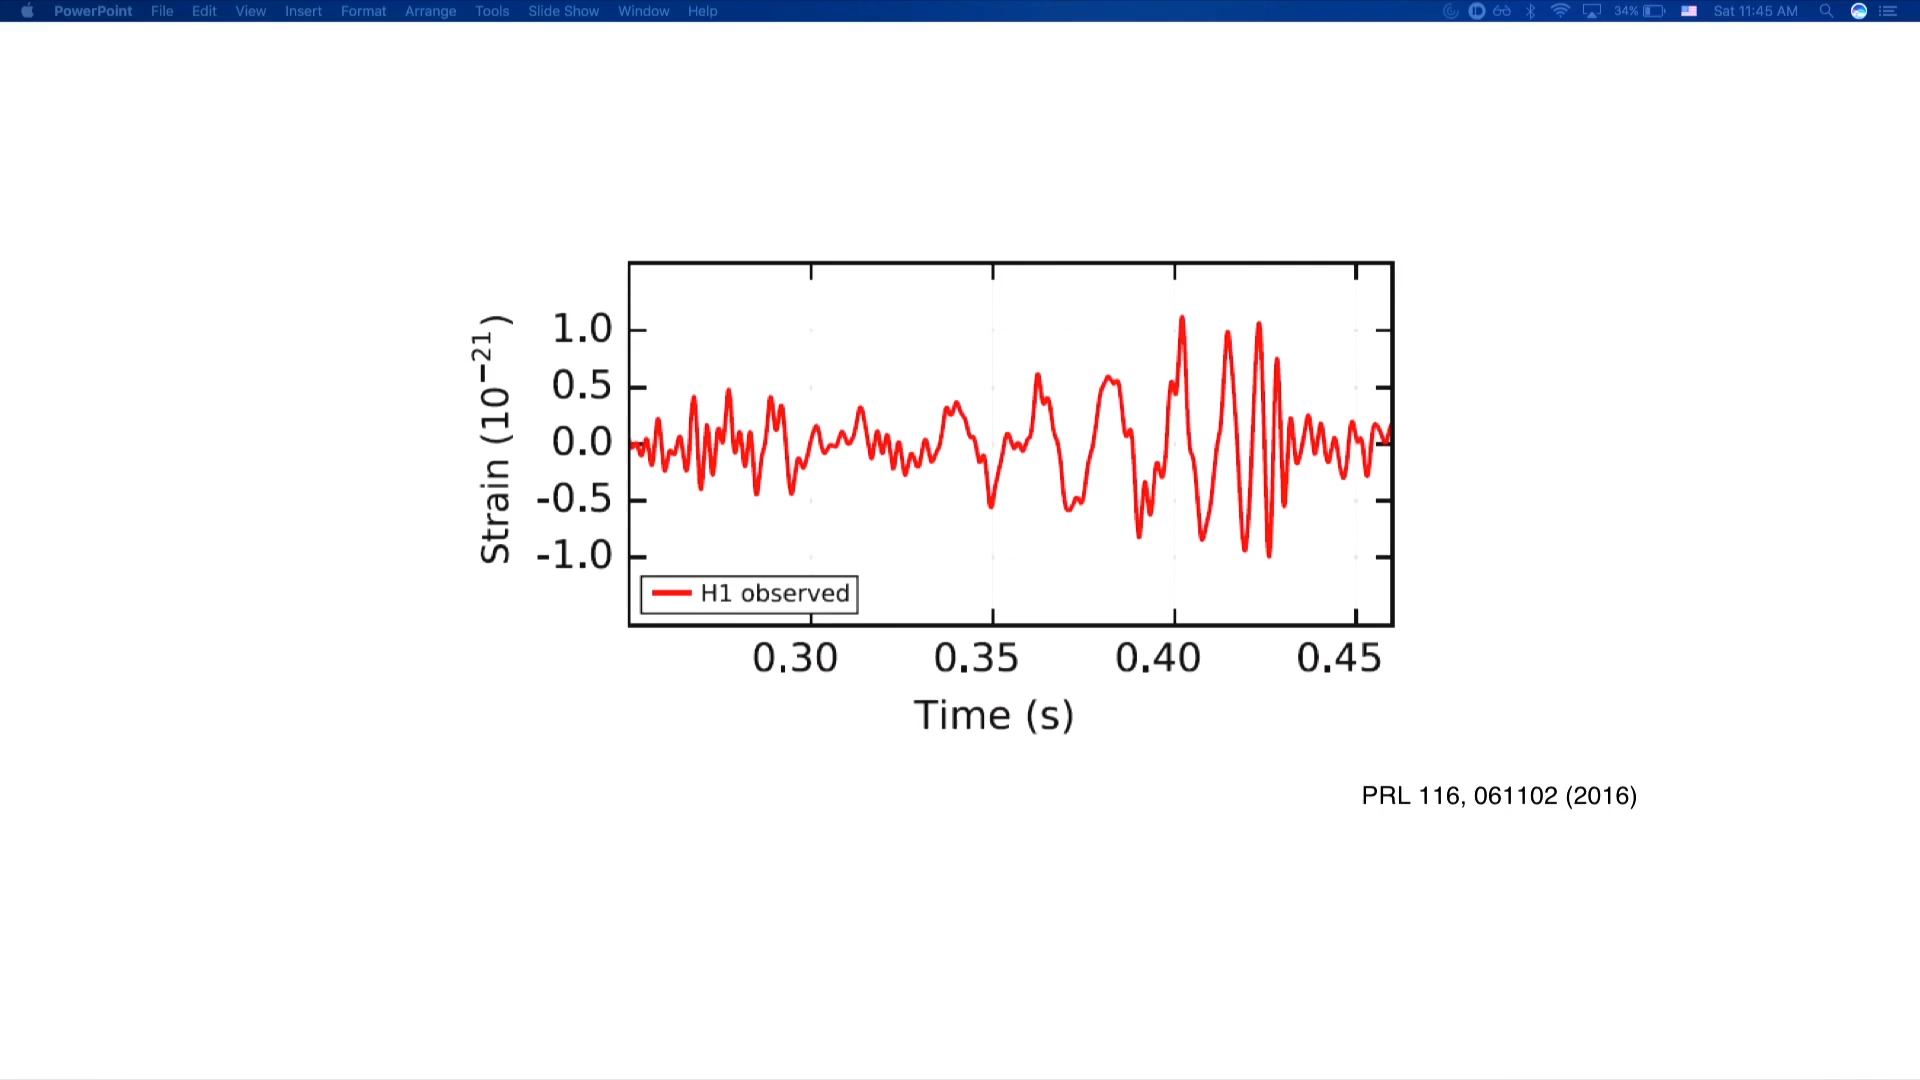 PowerPoint File Edit View Insert Format Arrange Tools Slide Show Window Help 34% Sat 11:45 AM
Strain (10⁻²¹)
1.0
0.5
0.0
-0.5
-1.0
H1 observed
0.30 0.35 0.40 0.45
Time (s)
PRL 116, 061102 (2016)